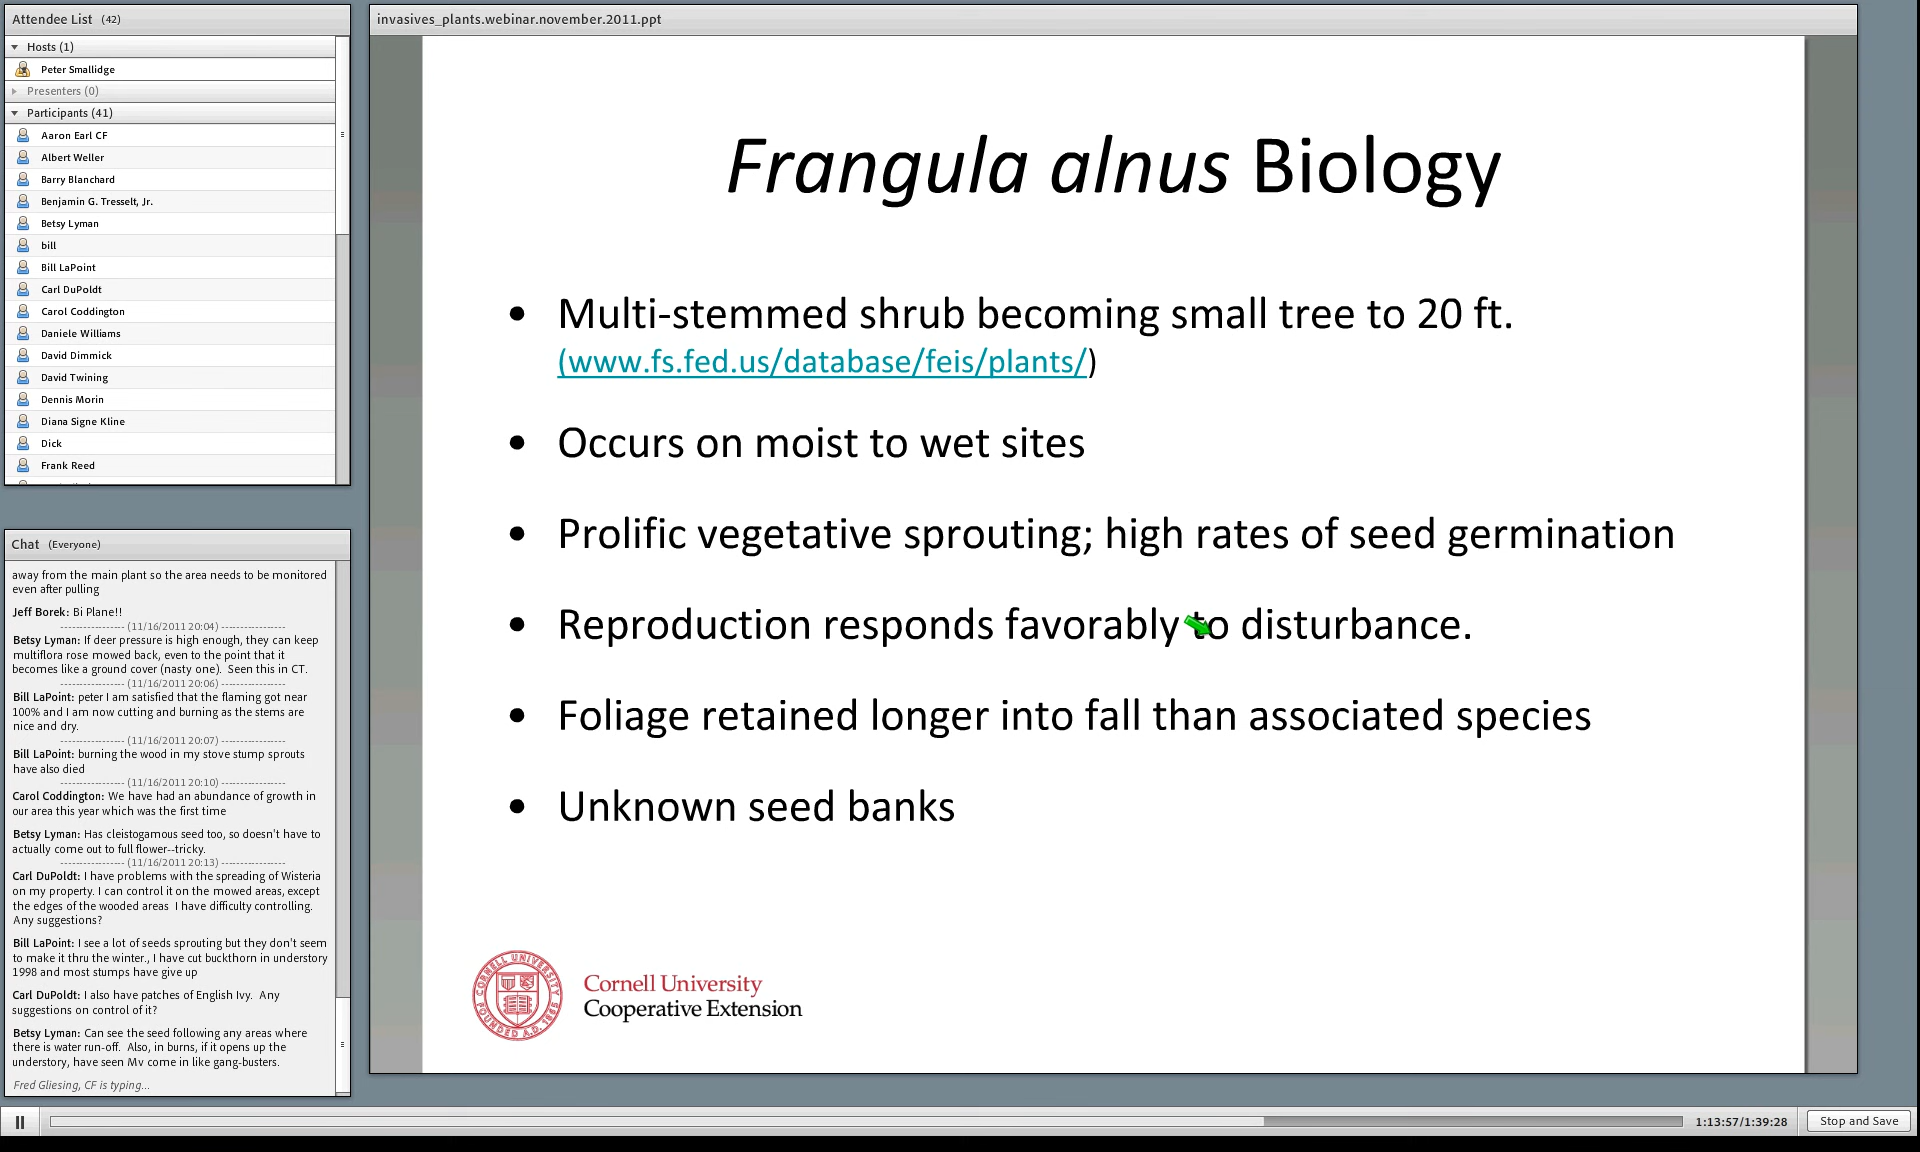 Attendee List (42)
Hosts (1)
Peter Smallidge
Presenters (0)
Participants (41)
Aaron Earl CF
Albert Weller
Barry Blanchard
Benjamin G. Tresselt, Jr.
Betsy Lyman
bill
Bill LaPoint
Carl DuPoldt
Carol Coddington
Daniele Williams
David Dimmick
David Twining
Dennis Morin
Diana Signe Kline
Dick
Frank Reed
Chat (Everyone)
away from the main plant so the area needs to be monitored
even after pulling
Jeff Borek: Bi Plane!!
----------------- (11/16/2011 20:04) -----------------
Betsy Lyman: If deer pressure is high enough, they can keep
multiflora rose mowed back, even to the point that it
becomes like a ground cover (nasty one).  Seen this in CT.
----------------- (11/16/2011 20:06) -----------------
Bill LaPoint: peter I am satisfied that the flaming got near
100% and I am now cutting and burning as the stems are
nice and dry.
----------------- (11/16/2011 20:07) -----------------
Bill LaPoint: burning the wood in my stove stump sprouts
have also died
----------------- (11/16/2011 20:10) -----------------
Carol Coddington: We have had an abundance of growth in
our area this year which was the first time
Betsy Lyman: Has cleistogamous seed too, so doesn't have to
actually come out to full flower--tricky.
----------------- (11/16/2011 20:13) -----------------
Carl DuPoldt: I have problems with the spreading of Wisteria
on my property. I can control it on the mowed areas, except
the edges of the wooded areas  I have difficulty controlling.
Any suggestions?
Bill LaPoint: I see a lot of seeds sprouting but they don't seem
to make it thru the winter., I have cut buckthorn in understory
1998 and most stumps have give up
Carl DuPoldt: I also have patches of English Ivy.  Any
suggestions on control of it?
Betsy Lyman: Can see the seed following any areas where
there is water run-off.  Also, in burns, if it opens up the
understory, have seen Mv come in like gang-busters.
Fred Gliesing, CF is typing...
invasives_plants.webinar.november.2011.ppt
Frangula alnus Biology
• Multi-stemmed shrub becoming small tree to 20 ft.
(www.fs.fed.us/database/feis/plants/)
• Occurs on moist to wet sites
• Prolific vegetative sprouting; high rates of seed germination
• Reproduction responds favorably to disturbance.
• Foliage retained longer into fall than associated species
• Unknown seed banks
CORNELL UNIVERSITY
FOUNDED A.D. 1865
Cornell University
Cooperative Extension
1:13:57/1:39:28
Stop and Save